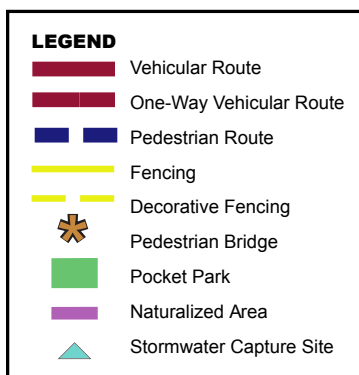 LEGEND
Vehicular Route
One-Way Vehicular Route
Pedestrian Route
Fencing
Decorative Fencing
Pedestrian Bridge
Pocket Park
Naturalized Area
Stormwater Capture Site